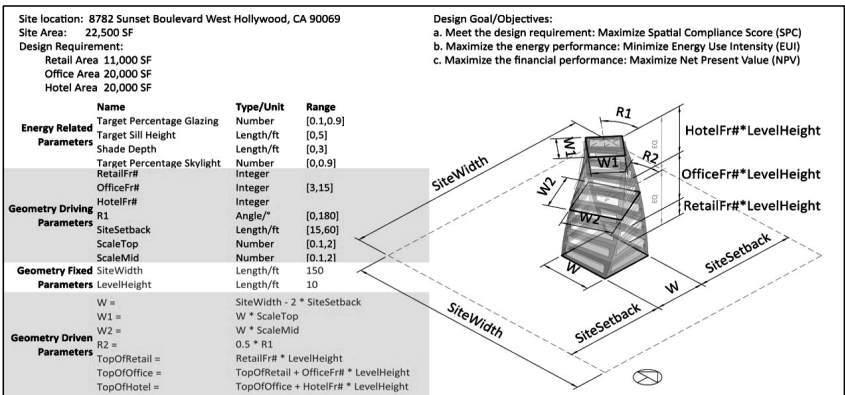 Site location: 8782 Sunset Boulevard West Hollywood, CA 90069
Site Area: 22,500 SF
Design Requirement:
Retail Area 11,000 SF
Office Area 20,000 SF
Hotel Area 20,000 SF
Design Goal/Objectives:
a. Meet the design requirement: Maximize Spatial Compliance Score (SPC)
b. Maximize the energy performance: Minimize Energy Use Intensity (EUI)
c. Maximize the financial performance: Maximize Net Present Value (NPV)
Name Type/Unit Range
Energy Related Parameters
Target Percentage Glazing Number [0.1,0.9]
Target Sill Height Length/ft [0,5]
Shade Depth Length/ft [0,3]
Target Percentage Skylight Number [0,0.9]
Geometry Driving Parameters
RetailFr# Integer
OfficeFr# Integer [3,15]
HotelFr# Integer
R1 Angle/° [0,180]
SiteSetback Length/ft [15,60]
ScaleTop Number [0.1,2]
ScaleMid Number [0.1,2]
Geometry Fixed Parameters
SiteWidth Length/ft 150
LevelHeight Length/ft 10
Geometry Driven Parameters
W = SiteWidth - 2 * SiteSetback
W1 = W * ScaleTop
W2 = W * ScaleMid
R2 = 0.5 * R1
TopOfRetail = RetailFr# * LevelHeight
TopOfOffice = TopOfRetail + OfficeFr# * LevelHeight
TopOfHotel = TopOfOffice + HotelFr# * LevelHeight
R1
HotelFr#*LevelHeight
EQ
W1
W1
R2
SiteWidth
OfficeFr#*LevelHeight
W2
EQ
RetailFr#*LevelHeight
W2
W
SiteSetback
W
SiteSetback
SiteWidth